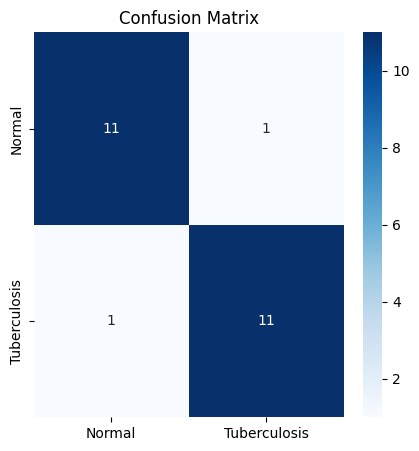 Confusion Matrix
Normal
11
1
Tuberculosis
1
11
Normal
Tuberculosis
10
8
6
4
2